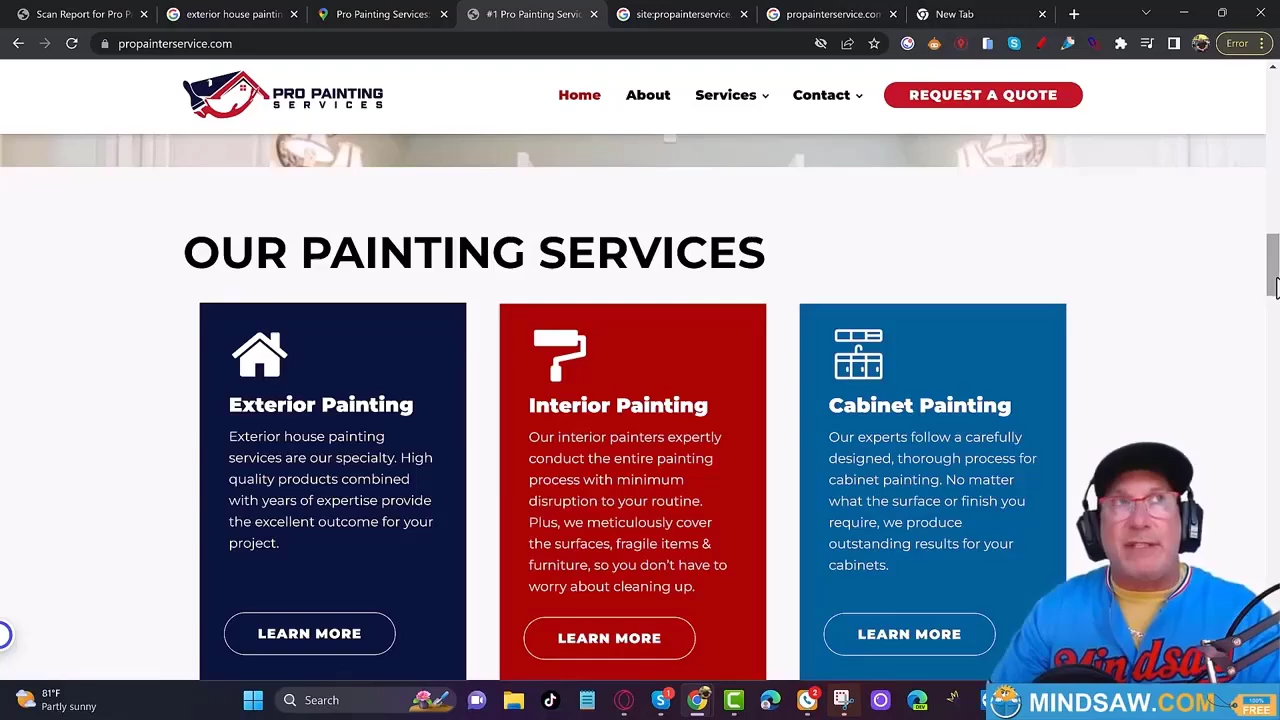 Scan Report for Pro P
exterior house paintin
Pro Painting Services:
#1 Pro Painting Servic
site:propainterservice.
propainterservice.com
New Tab
propainterservice.com
Error
PRO PAINTING
SERVICES
Home
About
Services
Contact
REQUEST A QUOTE
OUR PAINTING SERVICES
Exterior Painting
Exterior house painting
services are our specialty. High
quality products combined
with years of expertise provide
the excellent outcome for your
project.
LEARN MORE
Interior Painting
Our interior painters expertly
conduct the entire painting
process with minimum
disruption to your routine.
Plus, we meticulously cover
the surfaces, fragile items &
furniture, so you don't have to
worry about cleaning up.
LEARN MORE
Cabinet Painting
Our experts follow a carefully
designed, thorough process for
cabinet painting. No matter
what the surface or finish you
require, we produce
outstanding results for your
cabinets.
LEARN MORE
Mindsaw
81°F
Partly sunny
Search
1
2
DEV
MINDSAW.COM
100%
FREE